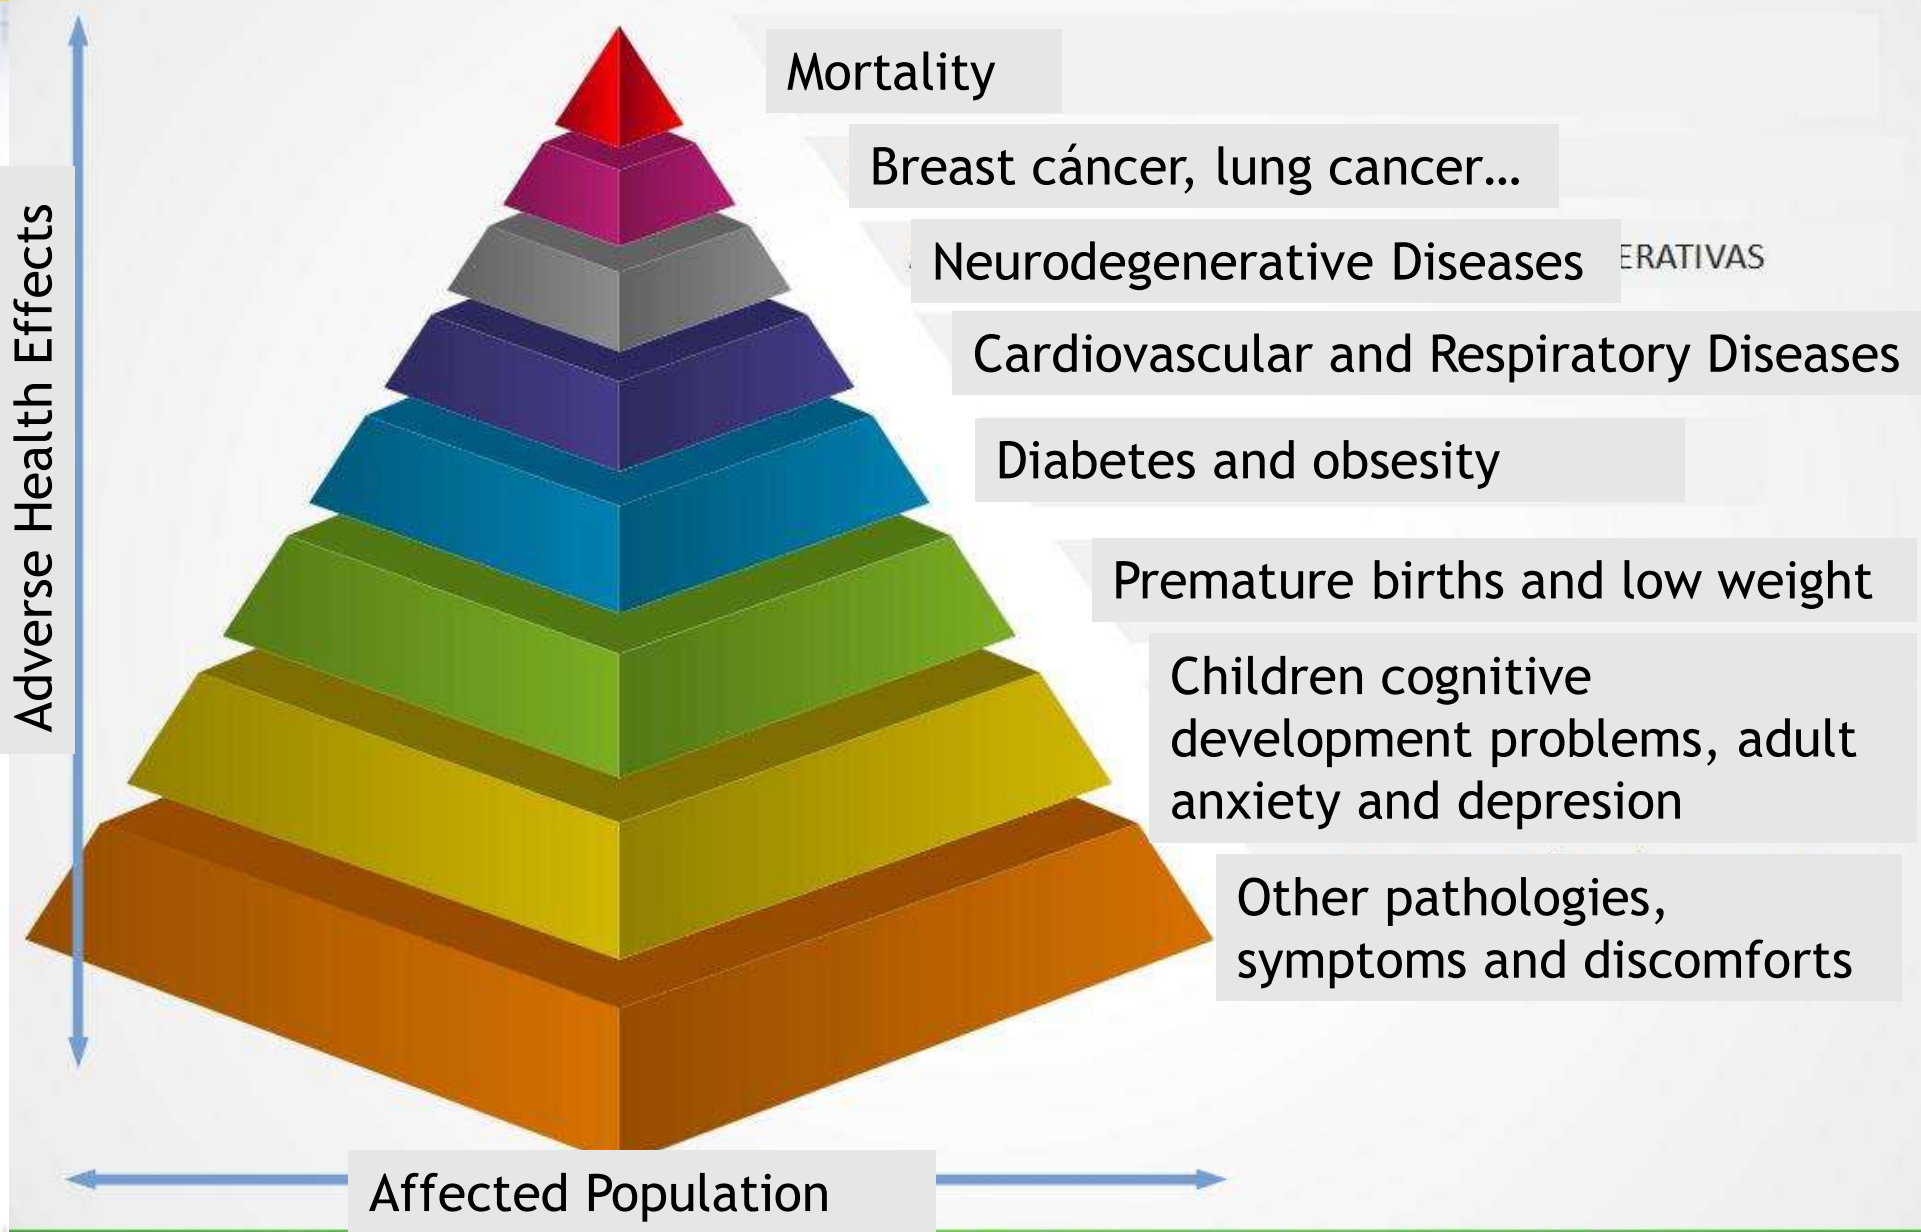 Mortality
Breast cáncer, lung cancer…
Neurodegenerative Diseases
ERATIVAS
Cardiovascular and Respiratory Diseases
Diabetes and obsesity
Premature births and low weight
Children cognitive
development problems, adult
anxiety and depresion
Other pathologies,
symptoms and discomforts
Adverse Health Effects
Affected Population